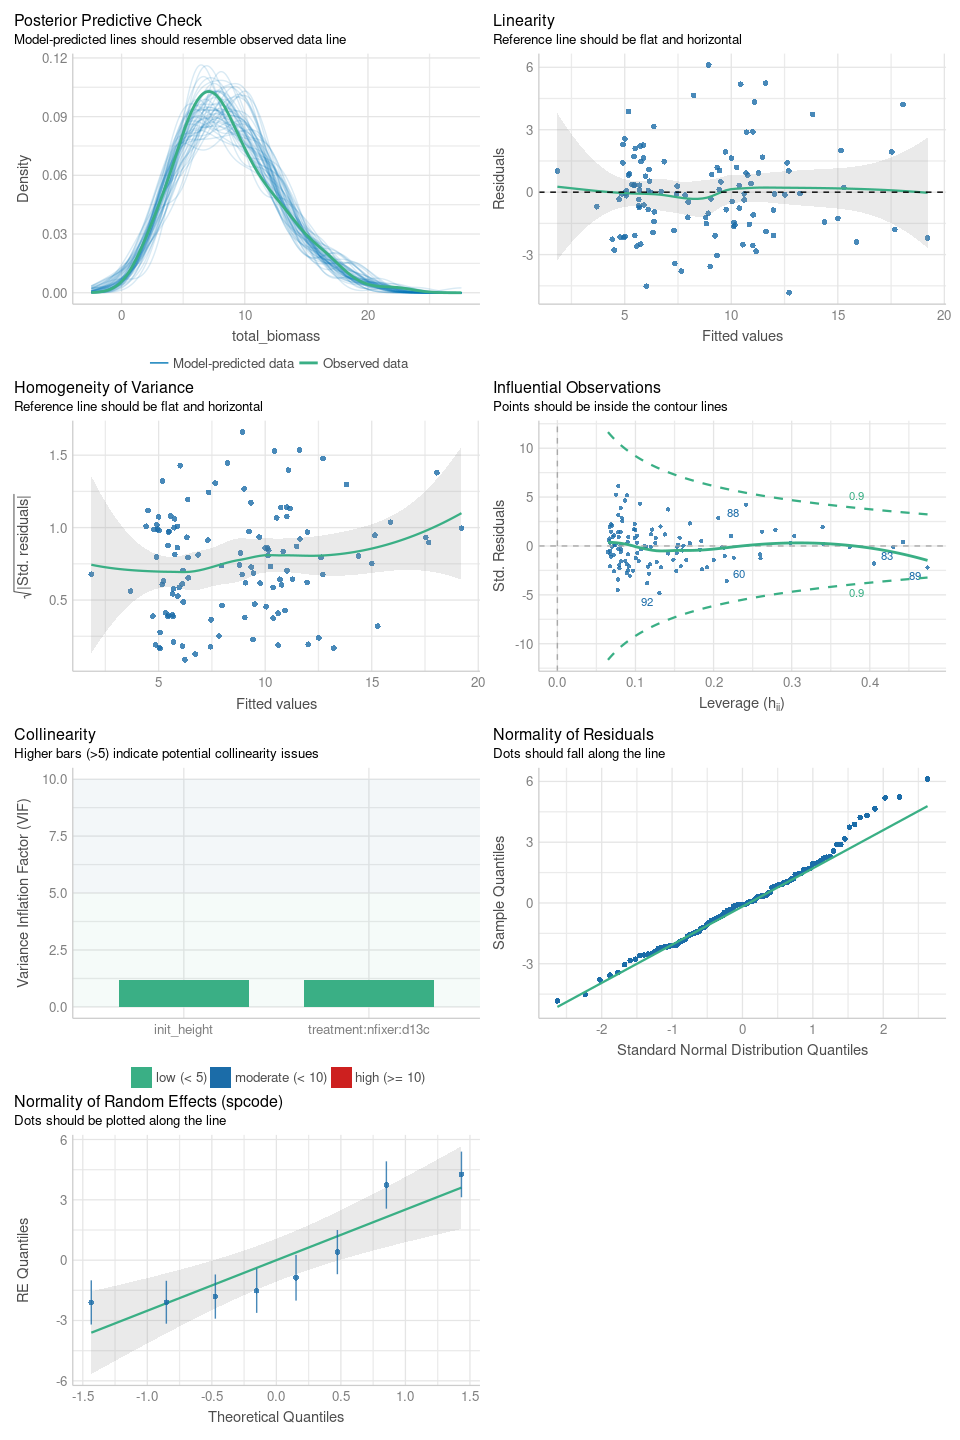 Posterior Predictive Check
Model-predicted lines should resemble observed data line
Density
0.12
0.09
0.06
0.03
0.00
0
10
20
total_biomass
Model-predicted data
Observed data
Linearity
Reference line should be flat and horizontal
Residuals
6
3
0
-3
5
10
15
20
Fitted values
Homogeneity of Variance
Reference line should be flat and horizontal
√|Std. residuals|
1.5
1.0
0.5
5
10
15
20
Fitted values
Influential Observations
Points should be inside the contour lines
Std. Residuals
10
5
0
-5
-10
0.9
88
83
60
89
92
0.9
0.0
0.1
0.2
0.3
0.4
Leverage (hii)
Collinearity
Higher bars (>5) indicate potential collinearity issues
Variance Inflation Factor (VIF)
10.0
7.5
5.0
2.5
0.0
init_height
treatment:nfixer:d13c
low (< 5)
moderate (< 10)
high (>= 10)
Normality of Residuals
Dots should fall along the line
Sample Quantiles
6
3
0
-3
-2
-1
0
1
2
Standard Normal Distribution Quantiles
Normality of Random Effects (spcode)
Dots should be plotted along the line
RE Quantiles
6
3
0
-3
-6
-1.5
-1.0
-0.5
0.0
0.5
1.0
1.5
Theoretical Quantiles